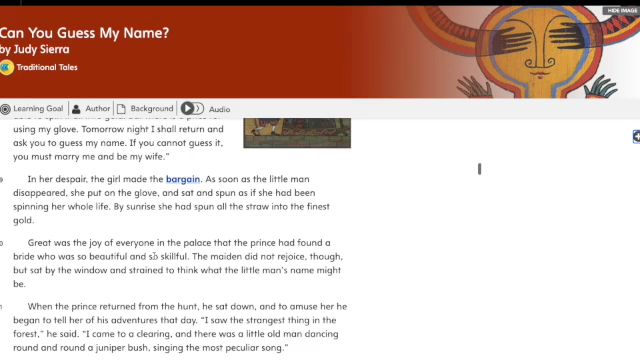 HIDE IMAGE
Can You Guess My Name?
by Judy Sierra
Traditional Tales
Learning Goal
Author
Background
Audio
using my glove. Tomorrow night I shall return and
ask you to guess my name. If you cannot guess it,
you must marry me and be my wife.”
In her despair, the girl made the bargain. As soon as the little man
disappeared, she put on the glove, and sat and spun as if she had been
spinning her whole life. By sunrise she had spun all the straw into the finest
gold.
Great was the joy of everyone in the palace that the prince had found a
bride who was so beautiful and so skillful. The maiden did not rejoice, though,
but sat by the window and strained to think what the little man’s name might
be.
When the prince returned from the hunt, he sat down, and to amuse her he
began to tell her of his adventures that day. “I saw the strangest thing in the
forest,” he said. “I came to a clearing, and there was a little old man dancing
round and round a juniper bush, singing the most peculiar song.”